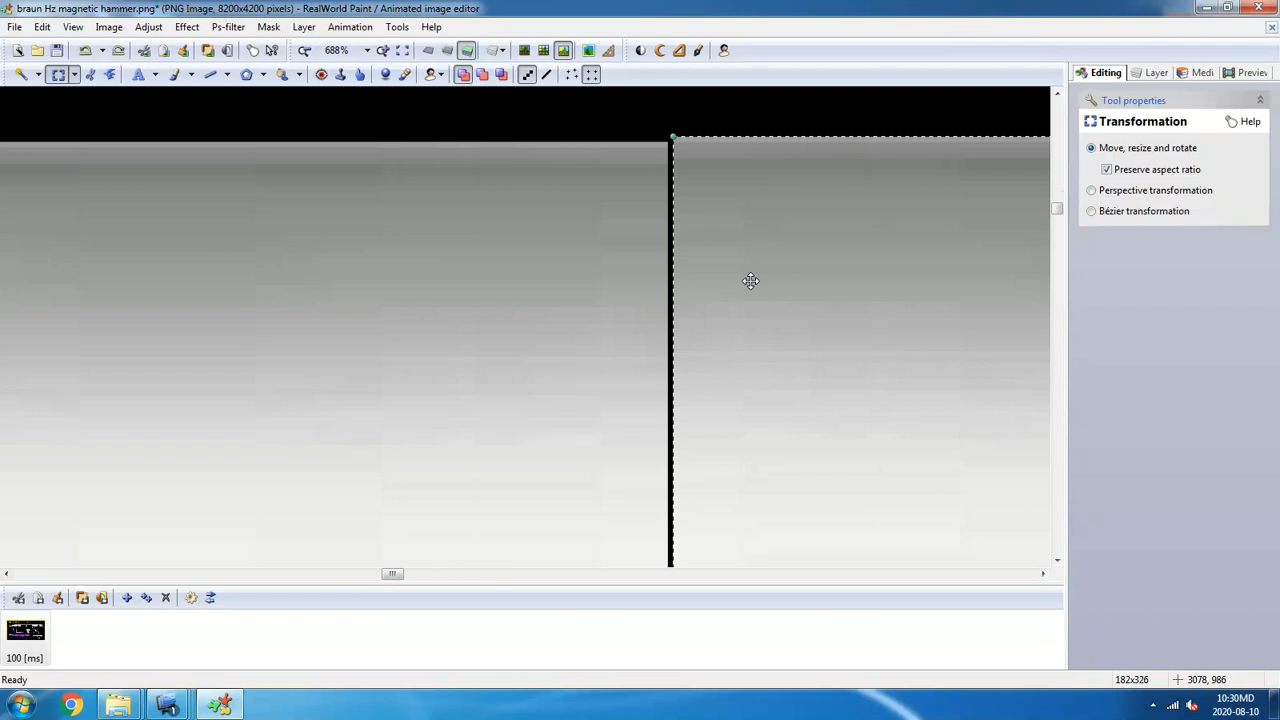 braun Hz magnetic hammer.png* (PNG Image, 8200x4200 pixels) - RealWorld Paint / Animated image editor
File Edit View Image Adjust Effect Ps-filter Mask Layer Animation Tools Help
688%
Editing Layer Medi Preview
Tool properties
Transformation Help
Move, resize and rotate
Preserve aspect ratio
Perspective transformation
Bézier transformation
100 [ms]
Ready 182x326 3078, 986
10:30MD
2020-08-10